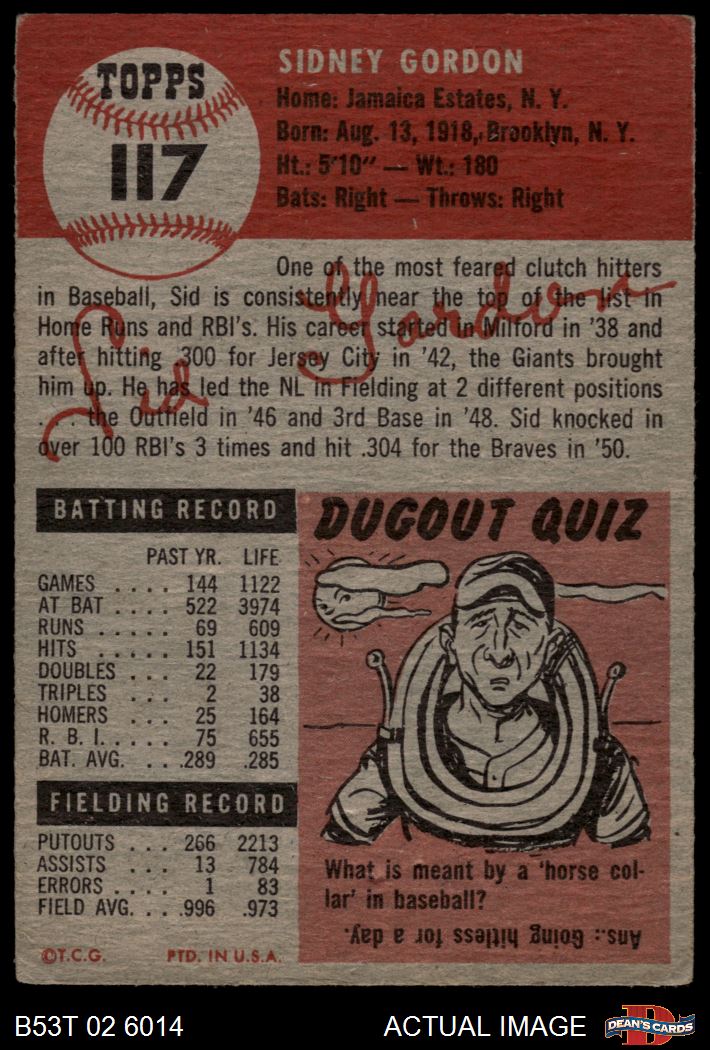 TOPPS
117
SIDNEY GORDON
Home: Jamaica Estates, N. Y.
Born: Aug. 13, 1918, Brooklyn, N. Y.
Ht.: 5'10" — Wt.: 180
Bats: Right — Throws: Right
One of the most feared clutch hitters
in Baseball, Sid is consistently near the top of the list in
Home Runs and RBI's. His career started in Milford in '38 and
after hitting .300 for Jersey City in '42, the Giants brought
him up. He has led the NL in Fielding at 2 different positions
. . . the Outfield in '46 and 3rd Base in '48. Sid knocked in
over 100 RBI's 3 times and hit .304 for the Braves in '50.
Sid Gordon
BATTING RECORD
PAST YR. LIFE
GAMES . . . . 144 1122
AT BAT . . . . 522 3974
RUNS . . . . . 69 609
HITS . . . . . 151 1134
DOUBLES . . . 22 179
TRIPLES . . . 2 38
HOMERS . . . 25 164
R. B. I. . . . . . 75 655
BAT. AVG. . . . .289 .285
FIELDING RECORD
PUTOUTS . . . 266 2213
ASSISTS . . . . 13 784
ERRORS . . . . 1 83
FIELD AVG. . . . .996 .973
©T.C.G. PTD. IN U.S.A.
DUGOUT QUIZ
What is meant by a 'horse col-
lar' in baseball?
Ans.: Going hitless for a day.
B53T 02 6014
ACTUAL IMAGE
D
DEAN'S CARDS